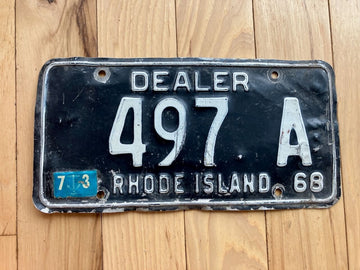 DEALER
497 A
73 RHODE ISLAND 68